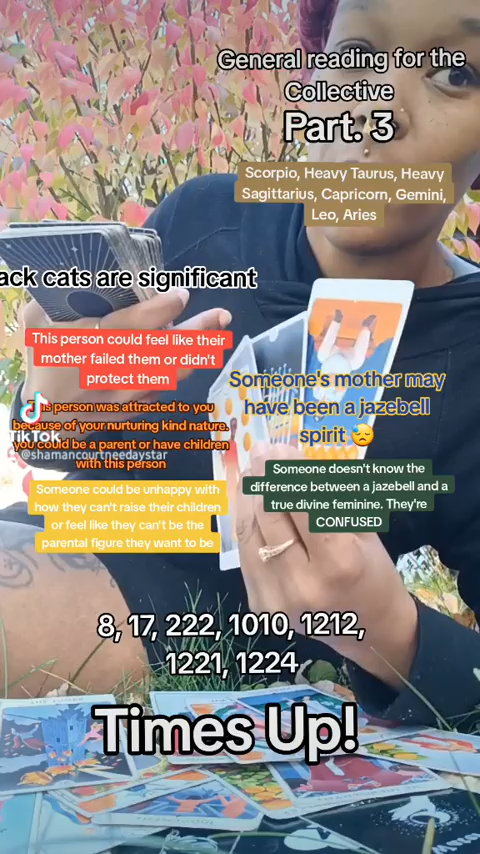 General reading for the
Collective
Part. 3
Scorpio, Heavy Taurus, Heavy
Sagittarius, Capricorn, Gemini,
Leo, Aries
ack cats are significant
This person could feel like their
mother failed them or didn't
protect them
Someone's mother may
have been a jazebell
spirit 😓
This person was attracted to you
because of your nurturing kind nature.
you could be a parent or have children
with this person
TikTok
@shamancourtneedaystar
Someone doesn't know the
difference between a jazebell and a
true divine feminine. They're
CONFUSED
Someone could be unhappy with
how they can't raise their children
or feel like they can't be the
parental figure they want to be
8, 17, 222, 1010, 1212,
1221, 1224
Times Up!